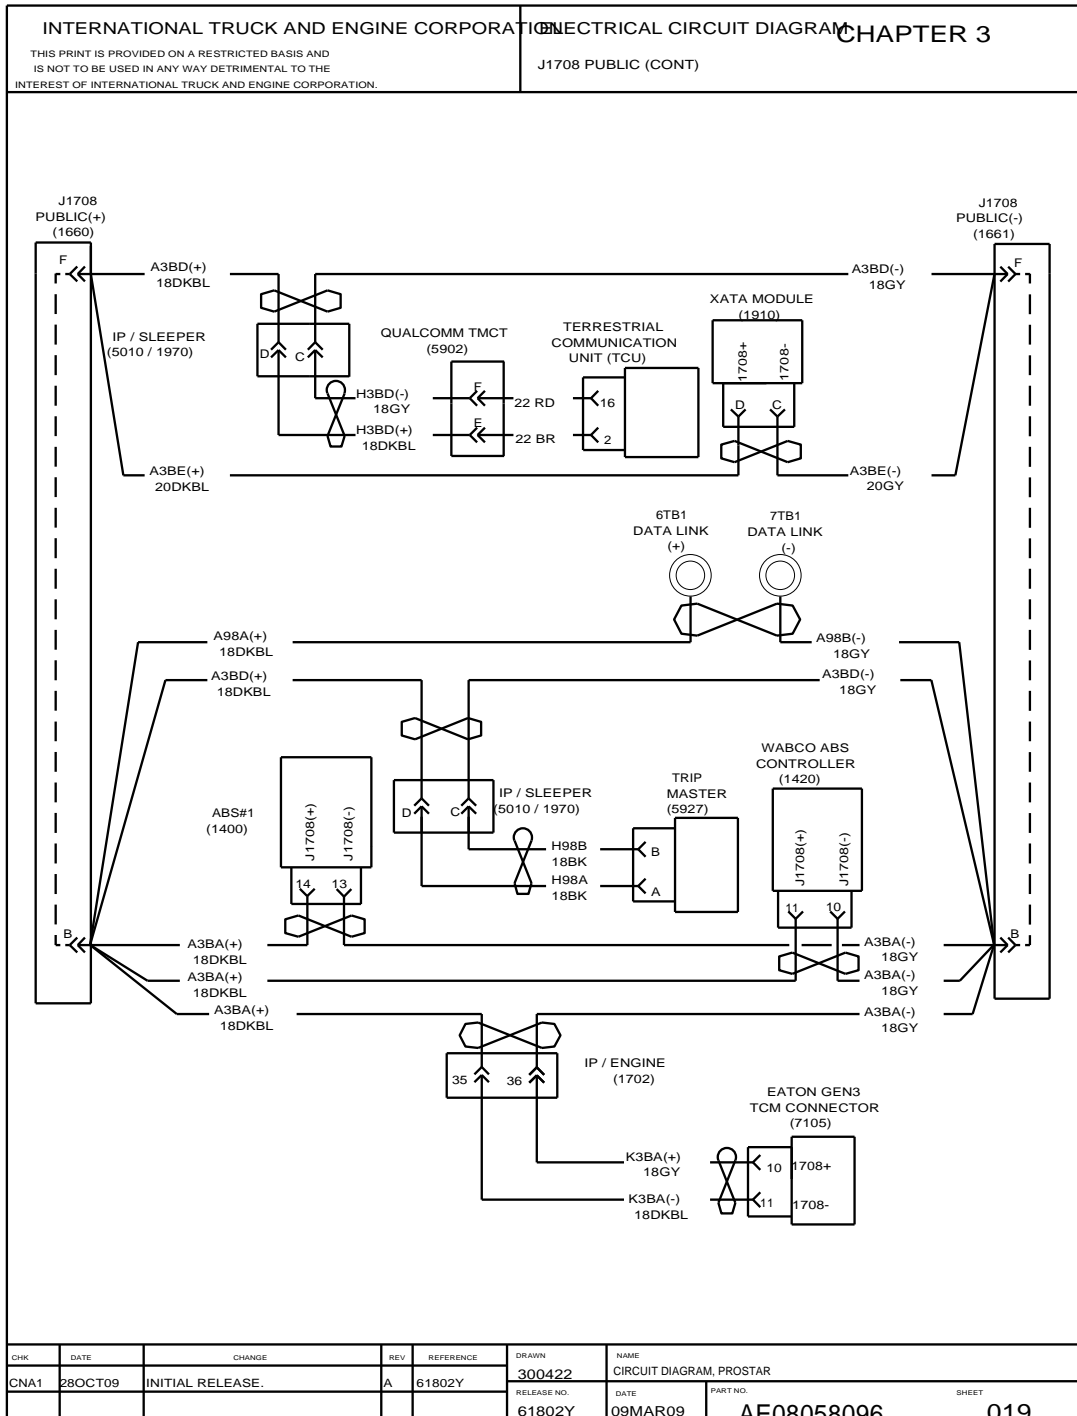 INTERNATIONAL TRUCK AND ENGINE CORPORATION
ELECTRICAL CIRCUIT DIAGRAM
CHAPTER 3
THIS PRINT IS PROVIDED ON A RESTRICTED BASIS AND
IS NOT TO BE USED IN ANY WAY DETRIMENTAL TO THE
INTEREST OF INTERNATIONAL TRUCK AND ENGINE CORPORATION.
J1708 PUBLIC (CONT)
J1708
PUBLIC(+)
(1660)
J1708
PUBLIC(-)
(1661)
F
A3BD(+)
18DKBL
A3BD(-)
18GY
F
IP / SLEEPER
(5010 / 1970)
D
C
QUALCOMM TMCT
(5902)
TERRESTRIAL
COMMUNICATION
UNIT (TCU)
XATA MODULE
(1910)
1708+
1708-
D
C
H3BD(-)
18GY
F
22 RD
16
H3BD(+)
18DKBL
E
22 BR
2
A3BE(+)
20DKBL
A3BE(-)
20GY
6TB1
DATA LINK
(+)
7TB1
DATA LINK
(-)
A98A(+)
18DKBL
A98B(-)
18GY
A3BD(+)
18DKBL
A3BD(-)
18GY
ABS#1
(1400)
J1708(+)
J1708(-)
14
13
D
C
IP / SLEEPER
(5010 / 1970)
TRIP
MASTER
(5927)
H98B
18BK
B
H98A
18BK
A
WABCO ABS
CONTROLLER
(1420)
J1708(+)
J1708(-)
11
10
B
A3BA(+)
18DKBL
A3BA(-)
18GY
B
A3BA(+)
18DKBL
A3BA(-)
18GY
A3BA(+)
18DKBL
A3BA(-)
18GY
35
36
IP / ENGINE
(1702)
EATON GEN3
TCM CONNECTOR
(7105)
K3BA(+)
18GY
10
1708+
K3BA(-)
18DKBL
11
1708-
CHK
DATE
CHANGE
REV
REFERENCE
DRAWN
NAME
CNA1
28OCT09
INITIAL RELEASE.
A
61802Y
300422
CIRCUIT DIAGRAM, PROSTAR
RELEASE NO.
DATE
PART NO.
SHEET
61802Y
09MAR09
AE08058096
019